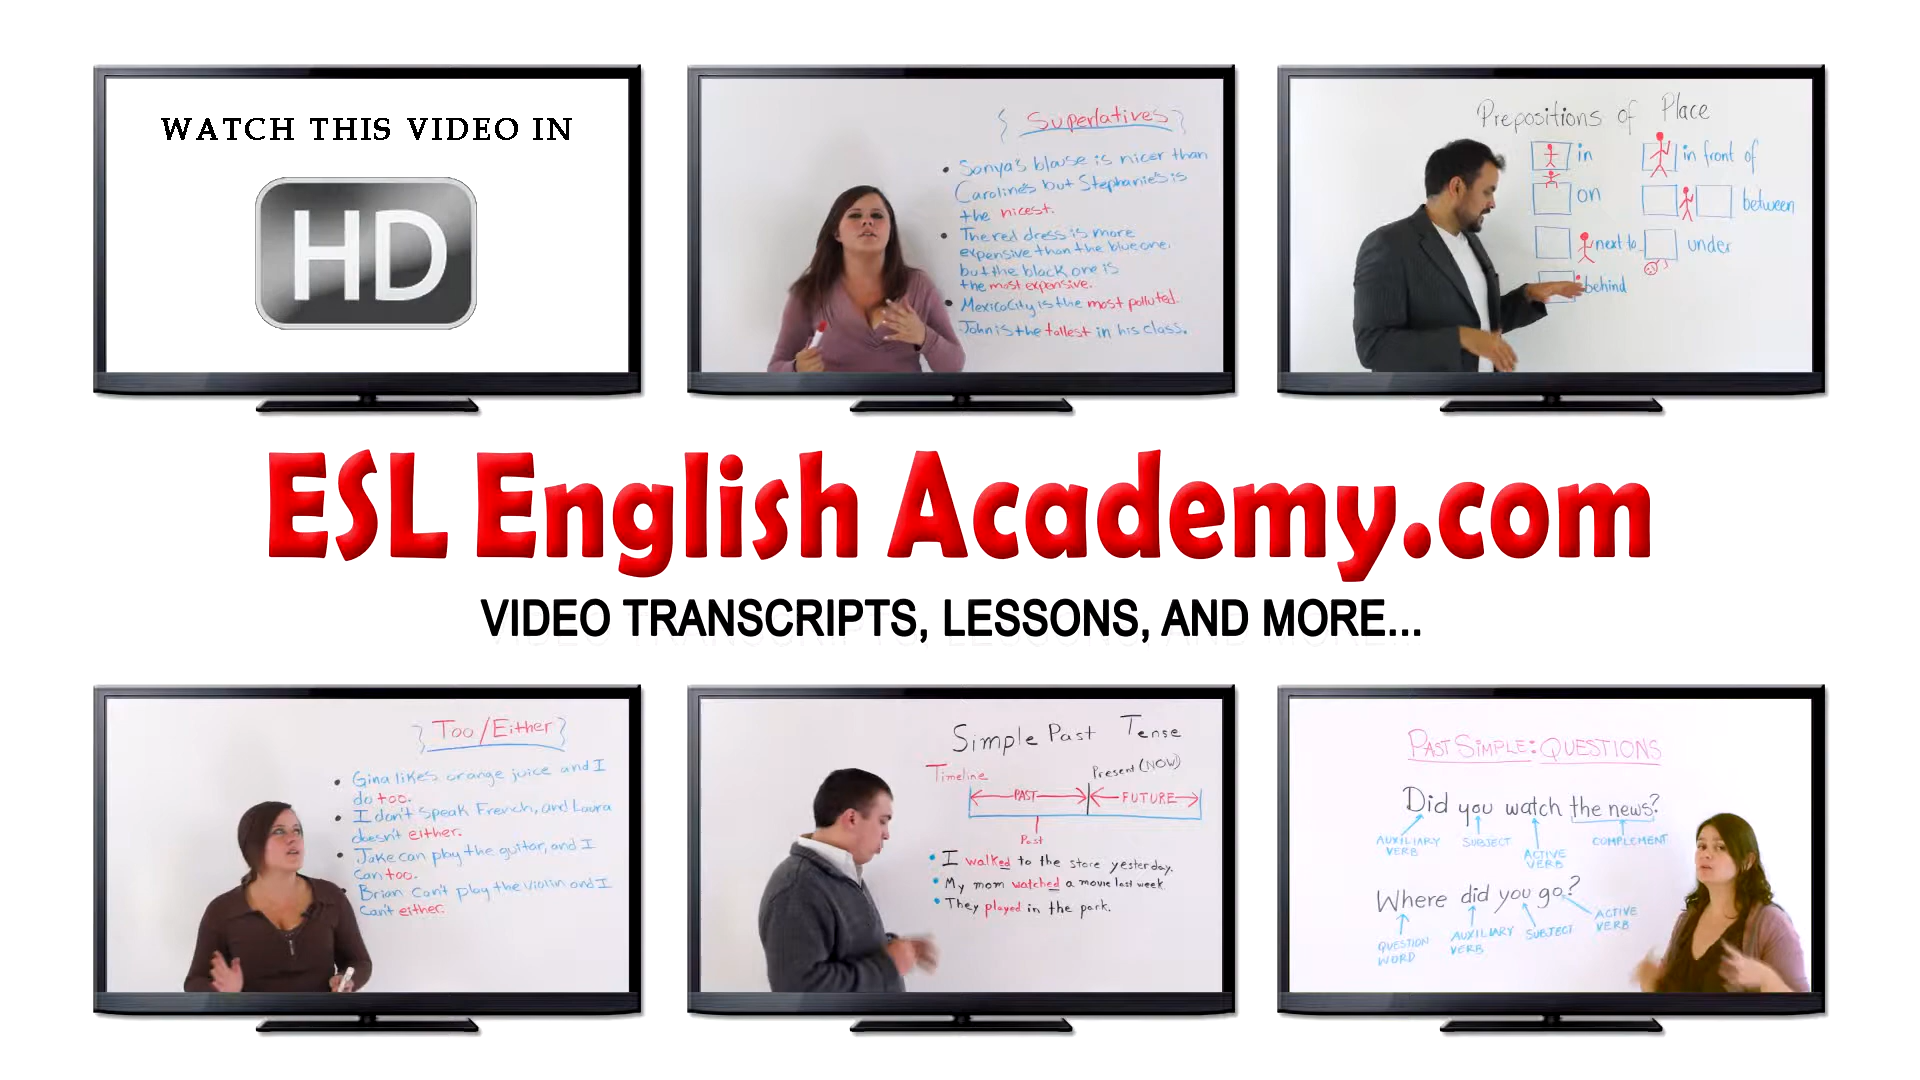 WATCH THIS VIDEO IN
HD
{ Superlatives }
• Sonya's blouse is nicer than
Caroline's but Stephanie's is
the nicest.
• The red dress is more
expensive than the blue one,
but the black one is
the most expensive.
• Mexico City is the most polluted.
John is the tallest in his class.
Prepositions of Place
in in front of
on between
next to under
behind
ESL English Academy.com
VIDEO TRANSCRIPTS, LESSONS, AND MORE...
{ Too/Either }
• Gina likes orange juice and I
do too.
• I don't speak French, and Laura
doesn't either.
• Jake can play the guitar, and I
can too.
• Brian can't play the violin and I
can't either.
Simple Past Tense
Timeline Present (NOW)
PAST FUTURE
Past
• I walked to the store yesterday.
• My mom watched a movie last week.
• They played in the park.
PAST SIMPLE: QUESTIONS
Did you watch the news?
AUXILIARY VERB SUBJECT ACTIVE VERB COMPLEMENT
Where did you go?
QUESTION WORD AUXILIARY VERB SUBJECT ACTIVE VERB